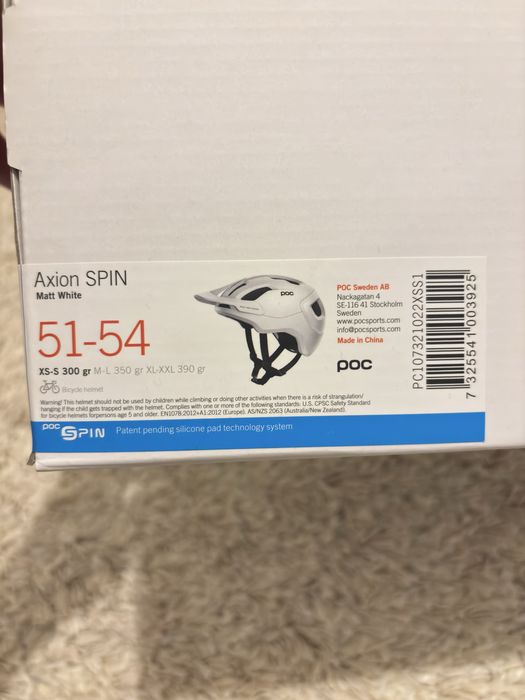 Axion SPIN
Matt White
51-54
XS-S 300 gr M-L 350 gr XL-XXL 390 gr
Bicycle helmet
Warning! This helmet should not be used by children while climbing or doing other activities when there is a risk of strangulation/
hanging if the child gets trapped with the helmet. Complies with one or more of the following standards: U.S. CPSC Safety Standard
for bicycle helmets forpersons age 5 and older. EN1078:2012+A1:2012 (Europe). AS/NZS 2063 (Australia/New Zealand).
POC SPIN Patent pending silicone pad technology system
POC
POC Sweden AB
Nackagatan 4
SE-116 41 Stockholm
Sweden
www.pocsports.com
info@pocsports.com
Made in China
POC
PC107321022XSS1
7 325541 003925